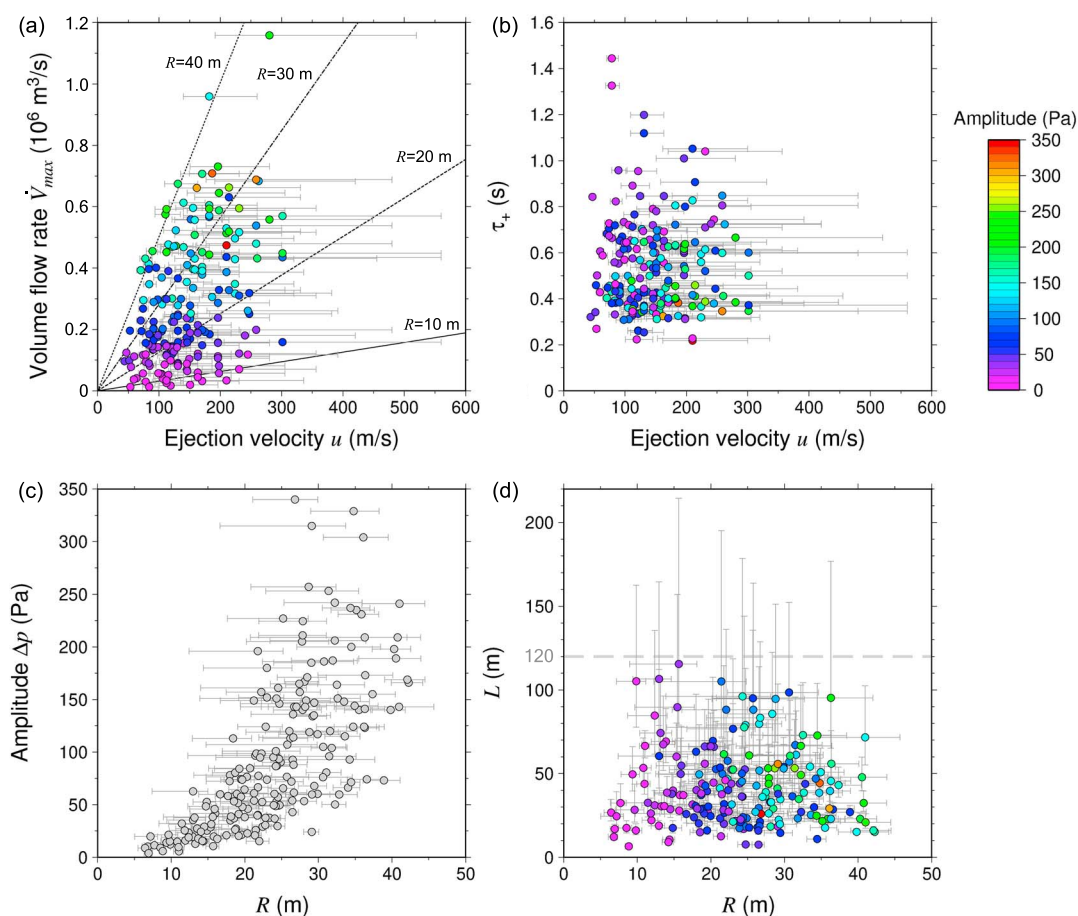 (a)
1.2
1.0
0.8
0.6
0.4
0.2
0
Volume flow rate V̇max (10⁶ m³/s)
R=40 m
R=30 m
R=20 m
R=10 m
0 100 200 300 400 500 600
Ejection velocity u (m/s)
(b)
1.6
1.4
1.2
1.0
0.8
0.6
0.4
0.2
0
τ+ (s)
0 100 200 300 400 500 600
Ejection velocity u (m/s)
Amplitude (Pa)
350
300
250
200
150
100
50
0
(c)
350
300
250
200
150
100
50
0
Amplitude Δp (Pa)
0 10 20 30 40 50
R (m)
(d)
200
150
120
100
50
0
L (m)
0 10 20 30 40 50
R (m)